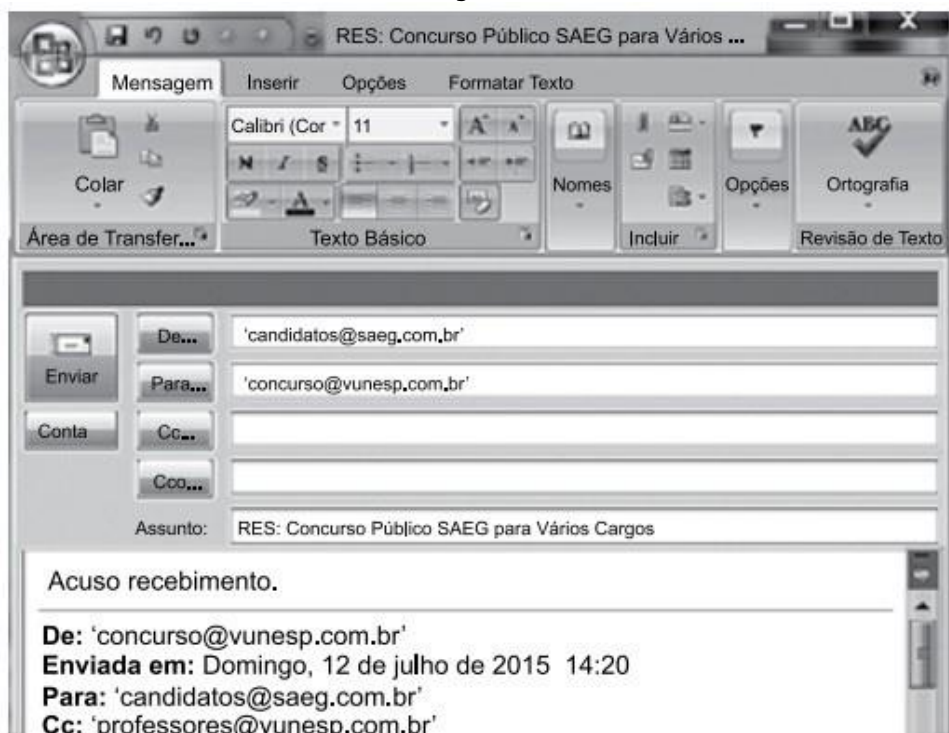 RES: Concurso Público SAEG para Vários ...
Mensagem Inserir Opções Formatar Texto
Colar
Calibri (Cor 11
A A
N I S
A
Nomes
Opções
ABC
Ortografia
Área de Transfer... Texto Básico Incluir Revisão de Texto
Enviar
De... 'candidatos@saeg.com.br'
Para... 'concurso@vunesp.com.br'
Conta
Cc...
Cco...
Assunto: RES: Concurso Público SAEG para Vários Cargos
Acuso recebimento.
De: 'concurso@vunesp.com.br'
Enviada em: Domingo, 12 de julho de 2015 14:20
Para: 'candidatos@saeg.com.br'
Cc: 'professores@vunesp.com.br'